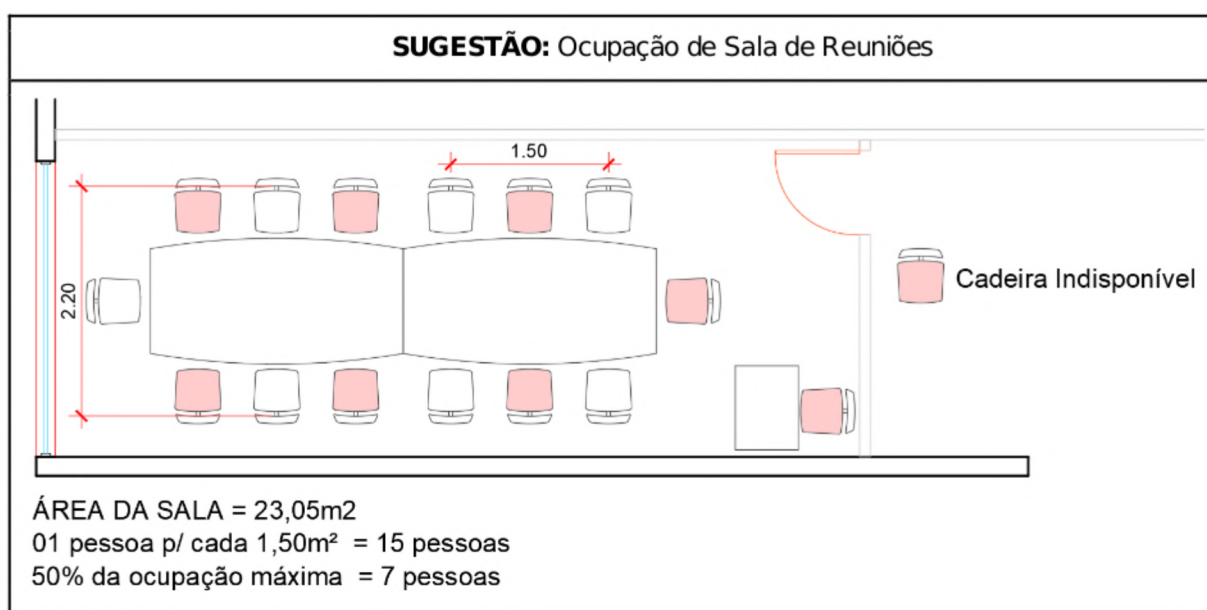 SUGESTÃO: Ocupação de Sala de Reuniões
1.50
2.20
Cadeira Indisponível
ÁREA DA SALA = 23,05m2
01 pessoa p/ cada 1,50m² = 15 pessoas
50% da ocupação máxima = 7 pessoas